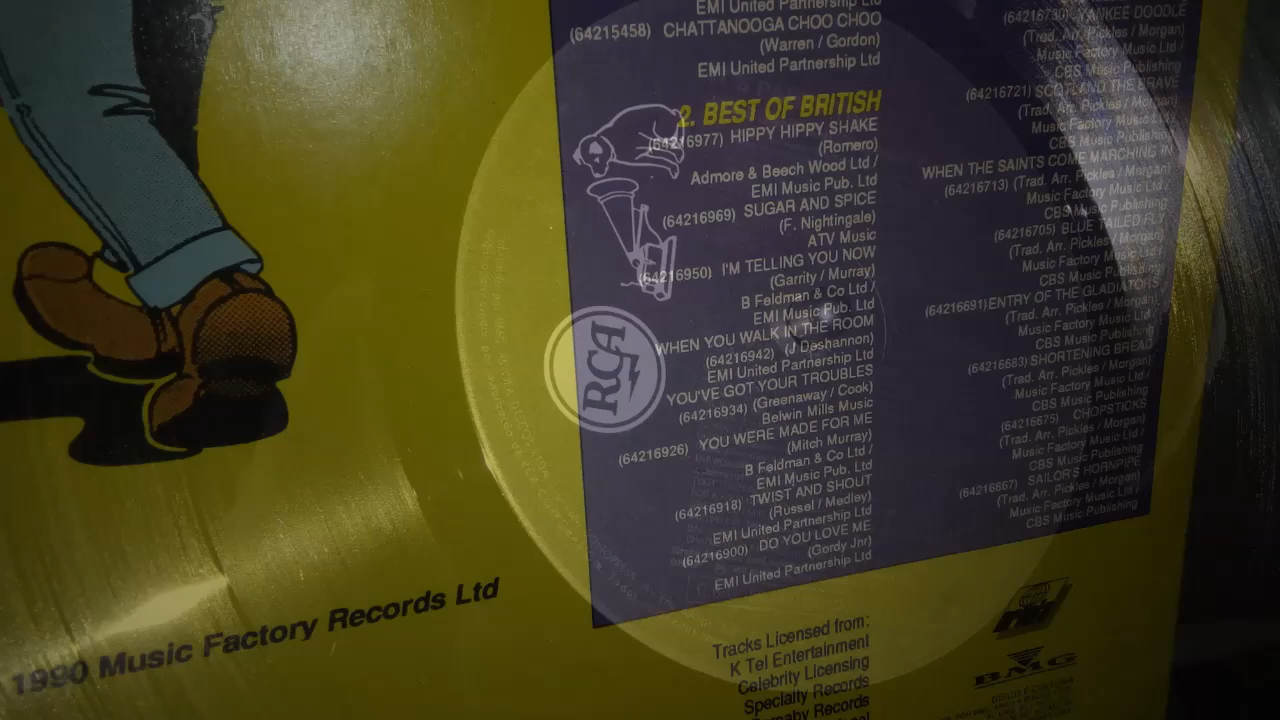 EMI United Partnership Ltd
(64215458) CHATTANOOGA CHOO CHOO
(Warren / Gordon)
EMI United Partnership Ltd
2. BEST OF BRITISH
(64216977) HIPPY HIPPY SHAKE
(Romero)
Admore & Beech Wood Ltd /
EMI Music Pub. Ltd
(64216969) SUGAR AND SPICE
(F. Nightingale)
ATV Music
(64216950) I'M TELLING YOU NOW
(Garrity / Murray)
B Feldman & Co Ltd /
EMI Music Pub. Ltd
WHEN YOU WALK IN THE ROOM
(64216942) (J Deshannon)
EMI United Partnership Ltd
YOU'VE GOT YOUR TROUBLES
(64216934) (Greenaway / Cook)
Belwin Mills Music
(64216926) YOU WERE MADE FOR ME
(Mitch Murray)
B Feldman & Co Ltd /
EMI Music Pub. Ltd
(64216918) TWIST AND SHOUT
(Russel / Medley)
EMI United Partnership Ltd
(64216900) DO YOU LOVE ME
(Gordy Jnr)
EMI United Partnership Ltd
(64216730) YANKEE DOODLE
(Trad. Arr. Pickles / Morgan)
Music Factory Music Ltd /
CBS Music Publishing
(64216721) SCOTLAND THE BRAVE
(Trad. Arr. Pickles / Morgan)
Music Factory Music Ltd /
CBS Music Publishing
WHEN THE SAINTS COME MARCHING IN
(64216713) (Trad. Arr. Pickles / Morgan)
Music Factory Music Ltd /
CBS Music Publishing
(64216705) BLUE TAILED FLY
(Trad. Arr. Pickles / Morgan)
Music Factory Music Ltd /
CBS Music Publishing
(64216691) ENTRY OF THE GLADIATORS
(Trad. Arr. Pickles / Morgan)
Music Factory Music Ltd /
CBS Music Publishing
(64216683) SHORTENING BREAD
(Trad. Arr. Pickles / Morgan)
Music Factory Music Ltd /
CBS Music Publishing
(64216675) CHOPSTICKS
(Trad. Arr. Pickles / Morgan)
Music Factory Music Ltd /
CBS Music Publishing
(64216667) SAILOR'S HORNPIPE
(Trad. Arr. Pickles / Morgan)
Music Factory Music Ltd /
CBS Music Publishing
RCA
1990 Music Factory Records Ltd
Tracks Licensed from:
K Tel Entertainment
Celebrity Licensing
Specialty Records
Records
BMG